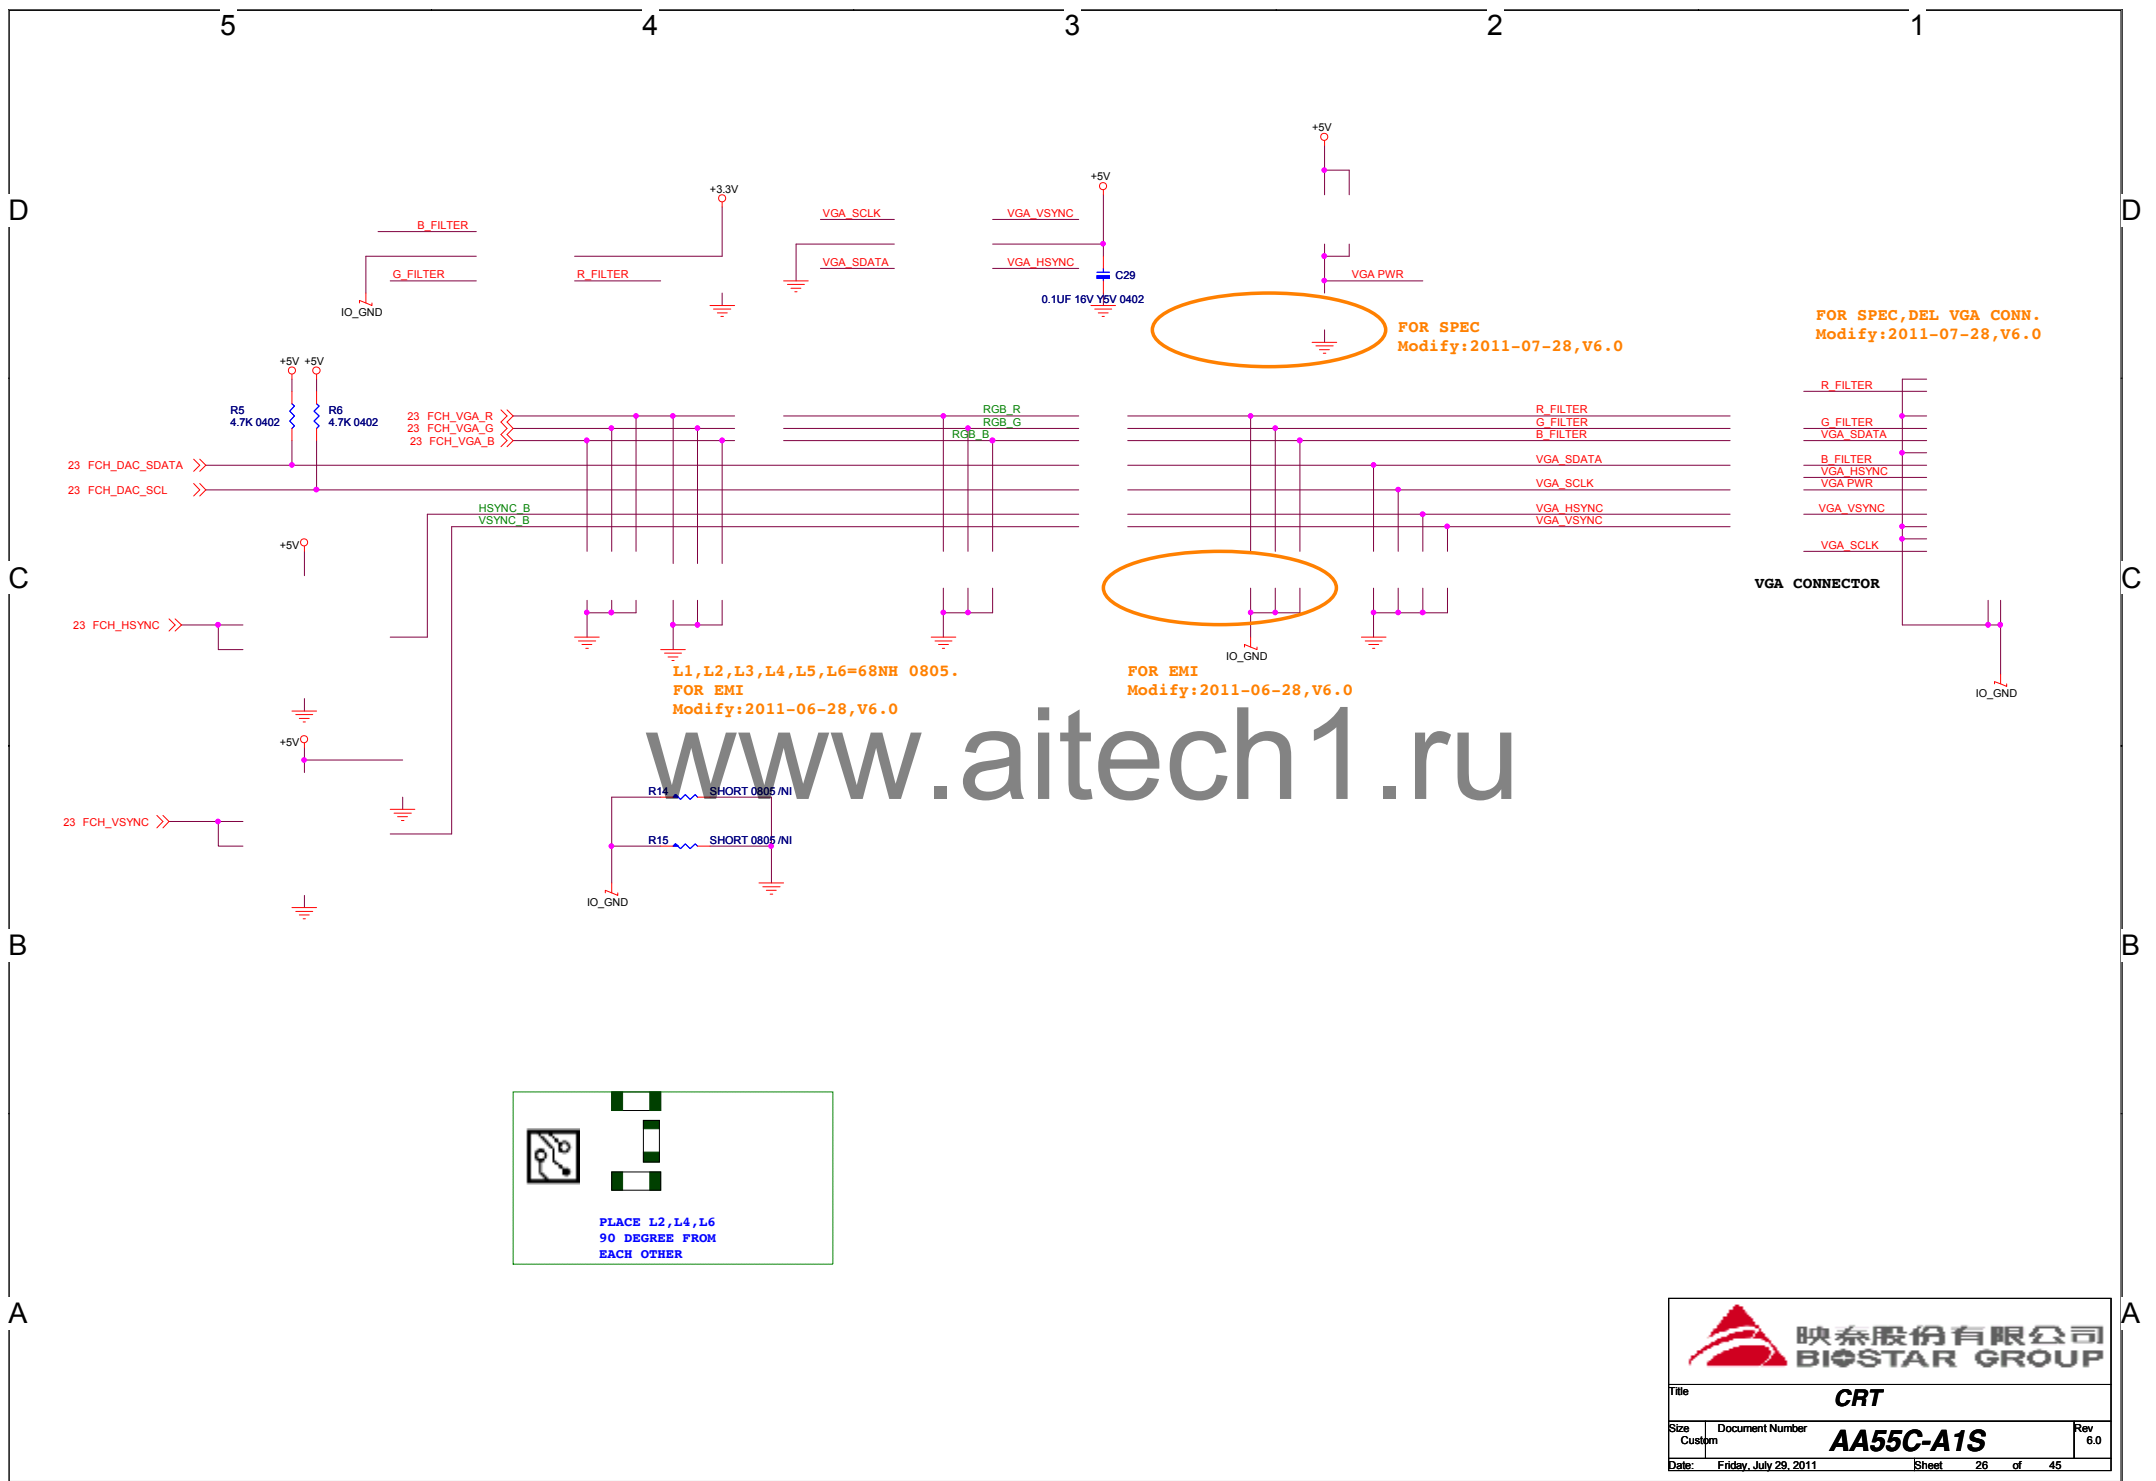 5 4 3 2 1
D D
C C
B B
A A
+5V
+3.3V
+5V
B_FILTER
G_FILTER
R_FILTER
IO_GND
VGA_SCLK
VGA_SDATA
VGA_VSYNC
VGA_HSYNC
C29
0.1UF 16V Y5V 0402
VGA PWR
FOR SPEC
Modify:2011-07-28,V6.0
FOR SPEC,DEL VGA CONN.
Modify:2011-07-28,V6.0
+5V +5V
R5
4.7K 0402
R6
4.7K 0402
23 FCH_VGA_R
23 FCH_VGA_G
23 FCH_VGA_B
23 FCH_DAC_SDATA
23 FCH_DAC_SCL
HSYNC_B
VSYNC_B
RGB_R
RGB_G
RGB_B
R_FILTER
G_FILTER
B_FILTER
VGA_SDATA
VGA_SCLK
VGA_HSYNC
VGA_VSYNC
R_FILTER
G_FILTER
VGA_SDATA
B_FILTER
VGA_HSYNC
VGA PWR
VGA_VSYNC
VGA_SCLK
VGA CONNECTOR
IO_GND
+5V
23 FCH_HSYNC
+5V
23 FCH_VSYNC
L1,L2,L3,L4,L5,L6=68NH 0805.
FOR EMI
Modify:2011-06-28,V6.0
IO_GND
FOR EMI
Modify:2011-06-28,V6.0
www.aitech1.ru
R14 SHORT 0805 /NI
R15 SHORT 0805 /NI
IO_GND
PLACE L2,L4,L6
90 DEGREE FROM
EACH OTHER
映泰股份有限公司
BIOSTAR GROUP
Title
CRT
Size Document Number Rev
Custom AA55C-A1S 6.0
Date: Friday, July 29, 2011 Sheet 26 of 45